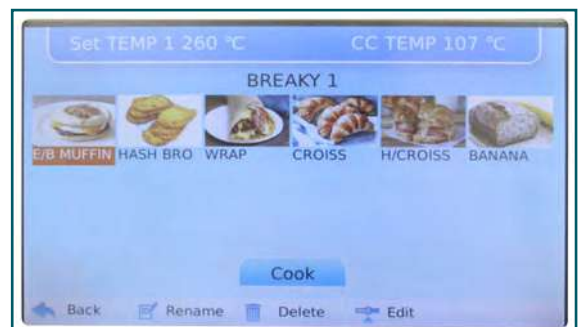 Set TEMP 1 260 °C CC TEMP 107 °C
BREAKY 1
E/B MUFFIN HASH BRO WRAP CROISS H/CROISS BANANA
Cook
Back Rename Delete Edit